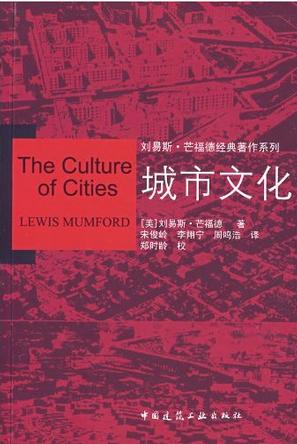 刘易斯·芒福德经典著作系列
The Culture
of Cities
LEWIS MUMFORD
城市文化
[美]刘易斯·芒福德 著
宋俊岭 李翔宁 周鸣浩 译
郑时龄 校
中国建筑工业出版社